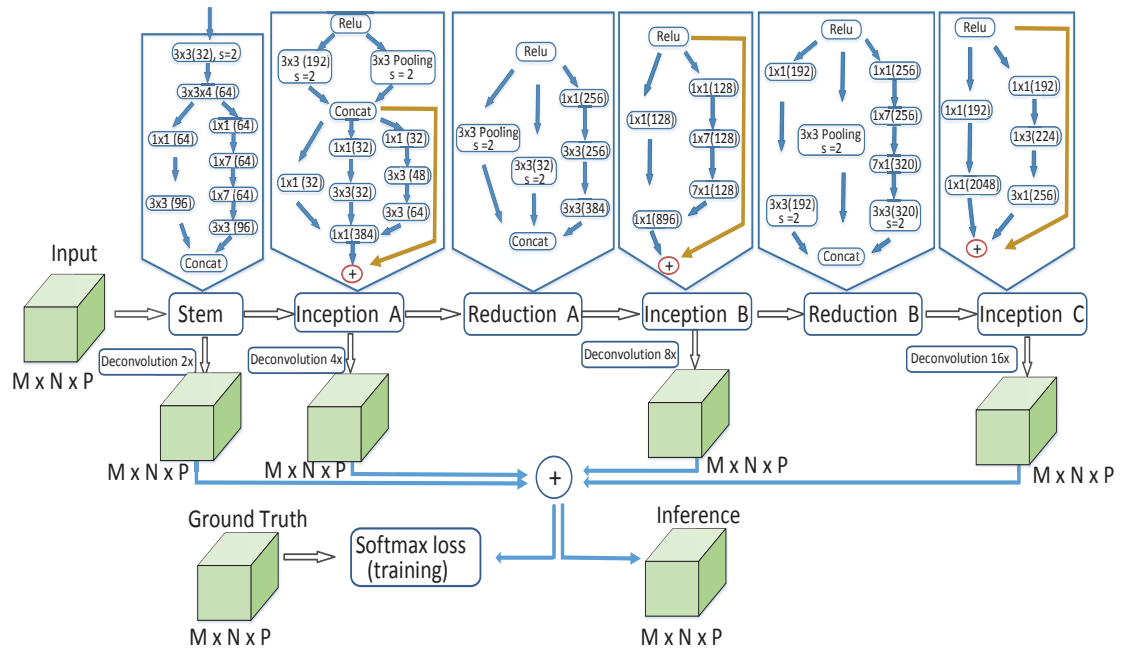 3x3(32), s=2
3x3x4 (64)
1x1 (64)
1x1 (64)
1x7 (64)
1x7 (64)
3x3 (96)
3x3 (96)
Concat
Relu
3x3 (192)
s =2
3x3 Pooling
s = 2
Concat
1x1(32)
1x1 (32)
1x1 (32)
3x3(32)
3x3 (48)
3x3 (64)
1x1(384)
+
Relu
3x3 Pooling
s =2
3x3(32)
s =2
1x1(256)
3x3(256)
3x3(384)
Concat
Relu
1x1(128)
1x1(128)
1x7(128)
7x1(128)
1x1(896)
+
Relu
1x1(192)
1x1(256)
1x7(256)
3x3 Pooling
s =2
7x1(320)
3x3(192)
s =2
3x3(320)
s=2
Concat
Relu
1x1(192)
1x1(192)
1x3(224)
1x1(2048)
3x1(256)
+
Input
M x N x P
Stem
Inception A
Reduction A
Inception B
Reduction B
Inception C
Deconvolution 2x
Deconvolution 4x
Deconvolution 8x
Deconvolution 16x
M x N x P
M x N x P
M x N x P
M x N x P
+
Ground Truth
M x N x P
Softmax loss
(training)
Inference
M x N x P